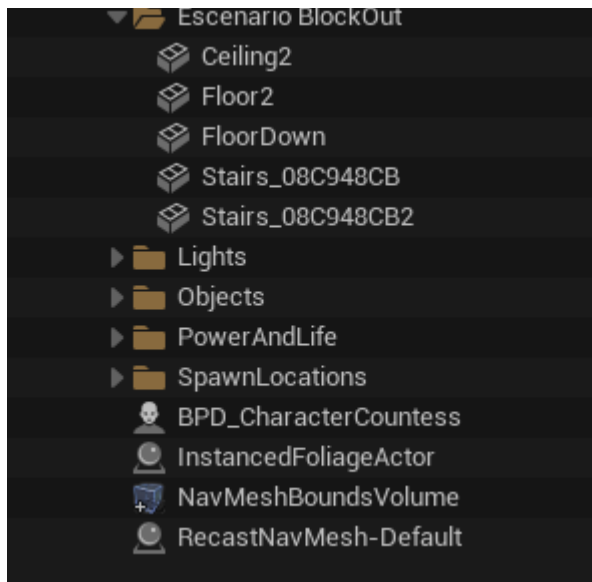 Escenario BlockOut
Ceiling2
Floor2
FloorDown
Stairs_08C948CB
Stairs_08C948CB2
Lights
Objects
PowerAndLife
SpawnLocations
BPD_CharacterCountess
InstancedFoliageActor
NavMeshBoundsVolume
RecastNavMesh-Default